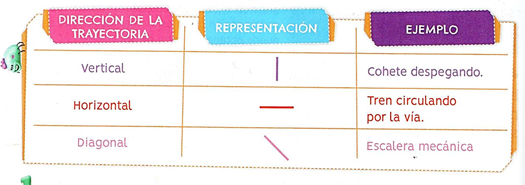 DIRECCIÓN DE LA
TRAYECTORIA
REPRESENTACIÓN
EJEMPLO
Vertical
Cohete despegando.
Horizontal
Tren circulando
por la vía.
Diagonal
Escalera mecánica